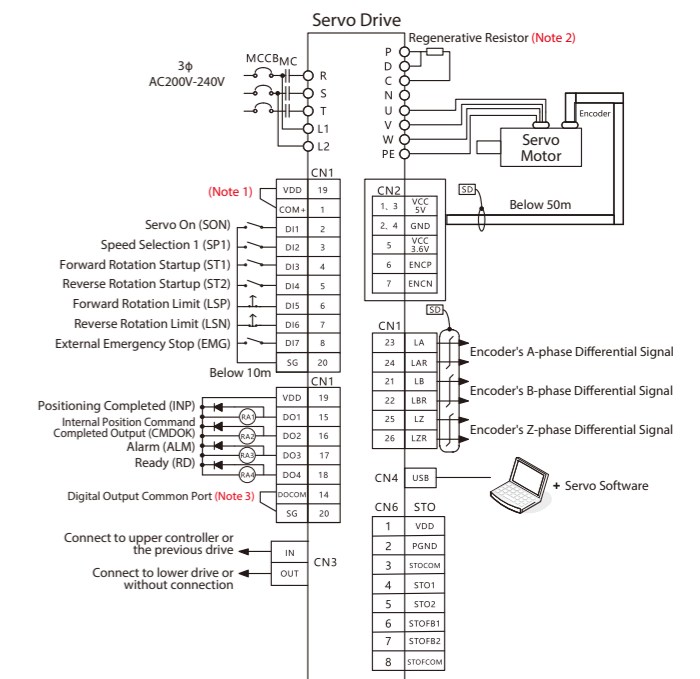 Servo Drive
Regenerative Resistor (Note 2)
3ф
AC200V-240V
MCCB
MC
R
S
T
L1
L2
P
D
C
N
U
V
W
PE
Encoder
Servo
Motor
CN1
(Note 1)
VDD 19
COM+ 1
Servo On (SON) DI1 2
Speed Selection 1 (SP1) DI2 3
Forward Rotation Startup (ST1) DI3 4
Reverse Rotation Startup (ST2) DI4 5
Forward Rotation Limit (LSP) DI5 6
Reverse Rotation Limit (LSN) DI6 7
External Emergency Stop (EMG) DI7 8
SG 20
Below 10m
CN2
1、3 VCC 5V
2、4 GND
5 VCC 3.6V
6 ENCP
7 ENCN
SD
Below 50m
CN1
VDD 19
Positioning Completed (INP) RA1 DO1 15
Internal Position Command
Completed Output (CMDOK) RA2 DO2 16
Alarm (ALM) RA3 DO3 17
Ready (RD) RA4 DO4 18
Digital Output Common Port (Note 3) DOCOM 14
SG 20
SD
CN1
23 LA
24 LAR
Encoder's A-phase Differential Signal
21 LB
22 LBR
Encoder's B-phase Differential Signal
25 LZ
26 LZR
Encoder's Z-phase Differential Signal
CN4 USB
+ Servo Software
Connect to upper controller or
the previous drive
IN
CN3
Connect to lower drive or
without connection
OUT
CN6 STO
1 VDD
2 PGND
3 STOCOM
4 STO1
5 STO2
6 STOFB1
7 STOFB2
8 STOFCOM